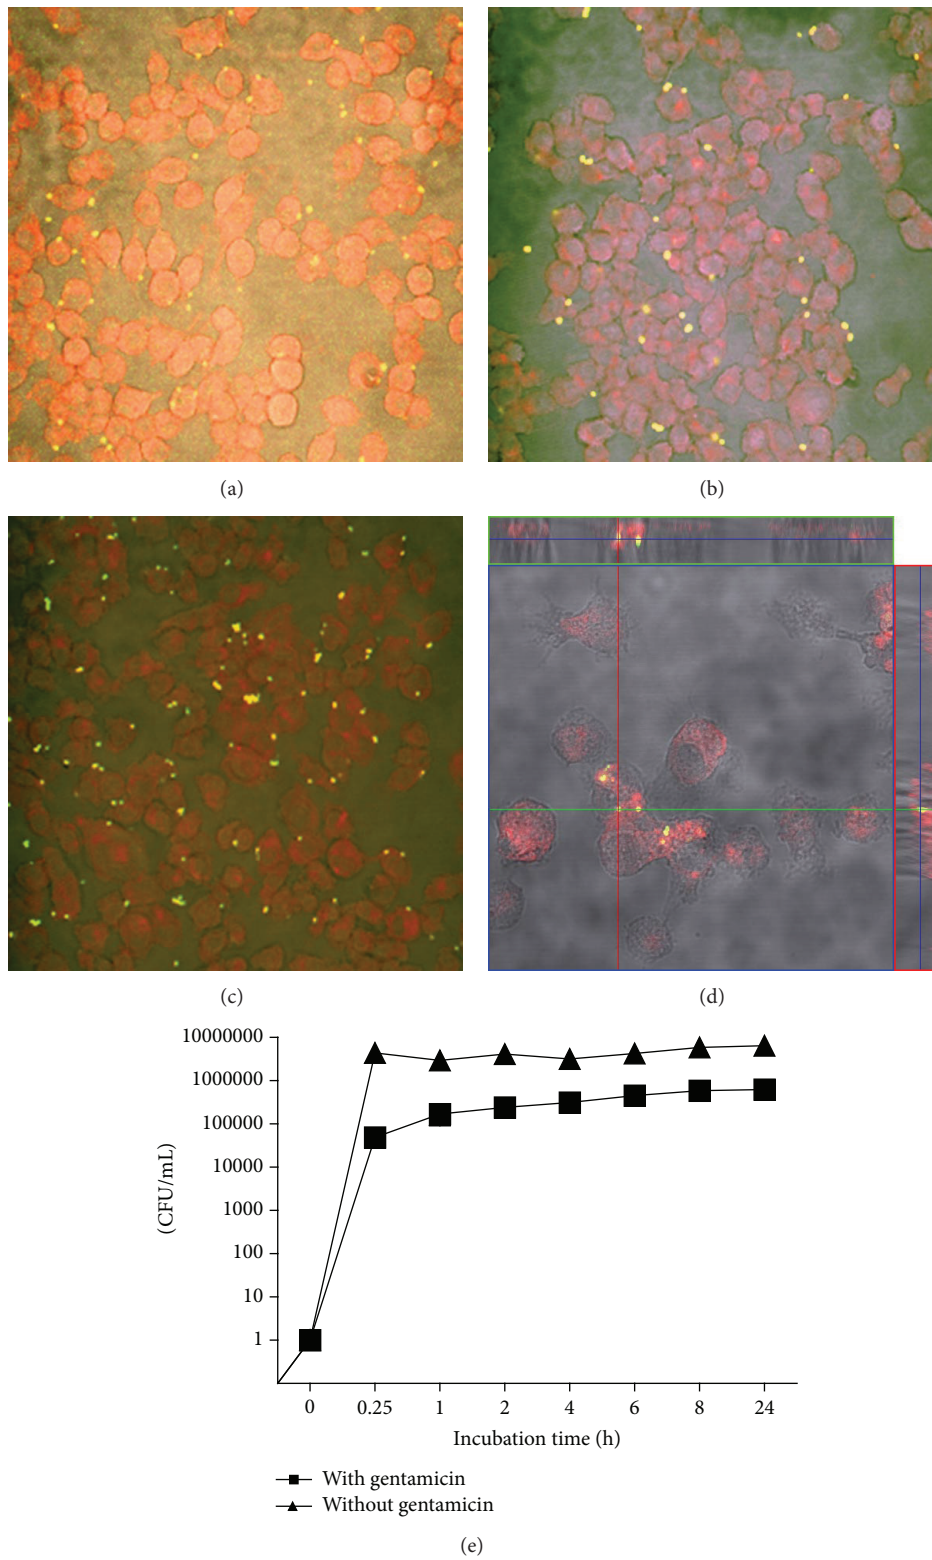 (a)
(b)
(c)
(d)
10000000
1000000
100000
10000
1000
100
10
1
(CFU/mL)
0 0.25 1 2 4 6 8 24
Incubation time (h)
With gentamicin
Without gentamicin
(e)